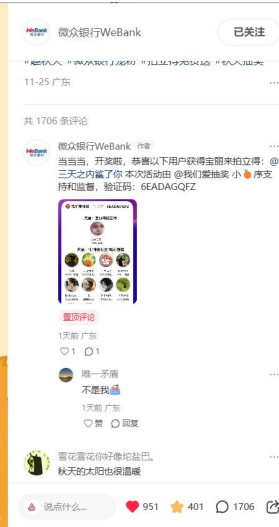 WeBank
微众银行WeBank
已关注
#超秋天 #微众银行宠粉 #拍立得免费送 #秋天抽奖
11-25 广东
共 1706 条评论
WeBank
微众银行WeBank 作者
当当当，开奖啦，恭喜以下用户获得宝丽来拍立得：@
三天之内鲨了你 本次活动由 @我们爱抽奖 小🍊序支
持和监督，验证码：6EADAGQFZ
置顶评论
1天前 广东
1
1
唯一矛盾
不是我
1天前 广东
赞
回复
雪花雪花你好像坨盐巴。
秋天的太阳也很温暖
说点什么...
951
401
1706